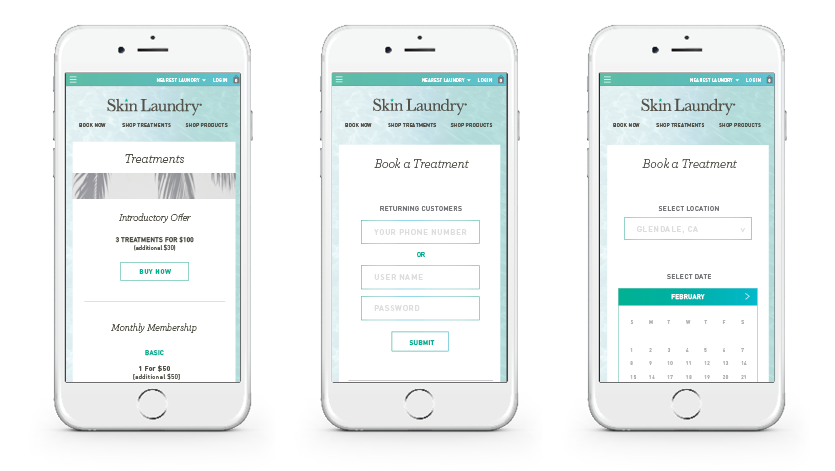 NEAREST LAUNDRY LOGIN
Skin Laundry
BOOK NOW SHOP TREATMENTS SHOP PRODUCTS
Treatments
Introductory Offer
3 TREATMENTS FOR $100
(additional $30)
BUY NOW
Monthly Membership
BASIC
1 For $60
(additional $50)
NEAREST LAUNDRY LOGIN
Skin Laundry
BOOK NOW SHOP TREATMENTS SHOP PRODUCTS
Book a Treatment
RETURNING CUSTOMERS
YOUR PHONE NUMBER
OR
USER NAME
PASSWORD
SUBMIT
NEAREST LAUNDRY LOGIN
Skin Laundry
BOOK NOW SHOP TREATMENTS SHOP PRODUCTS
Book a Treatment
SELECT LOCATION
GLENDALE, CA
SELECT DATE
FEBRUARY
S M T W T F S
1 2 3 4 5 6 7
8 9 10 11 12 13 14
15 16 17 18 19 20 21